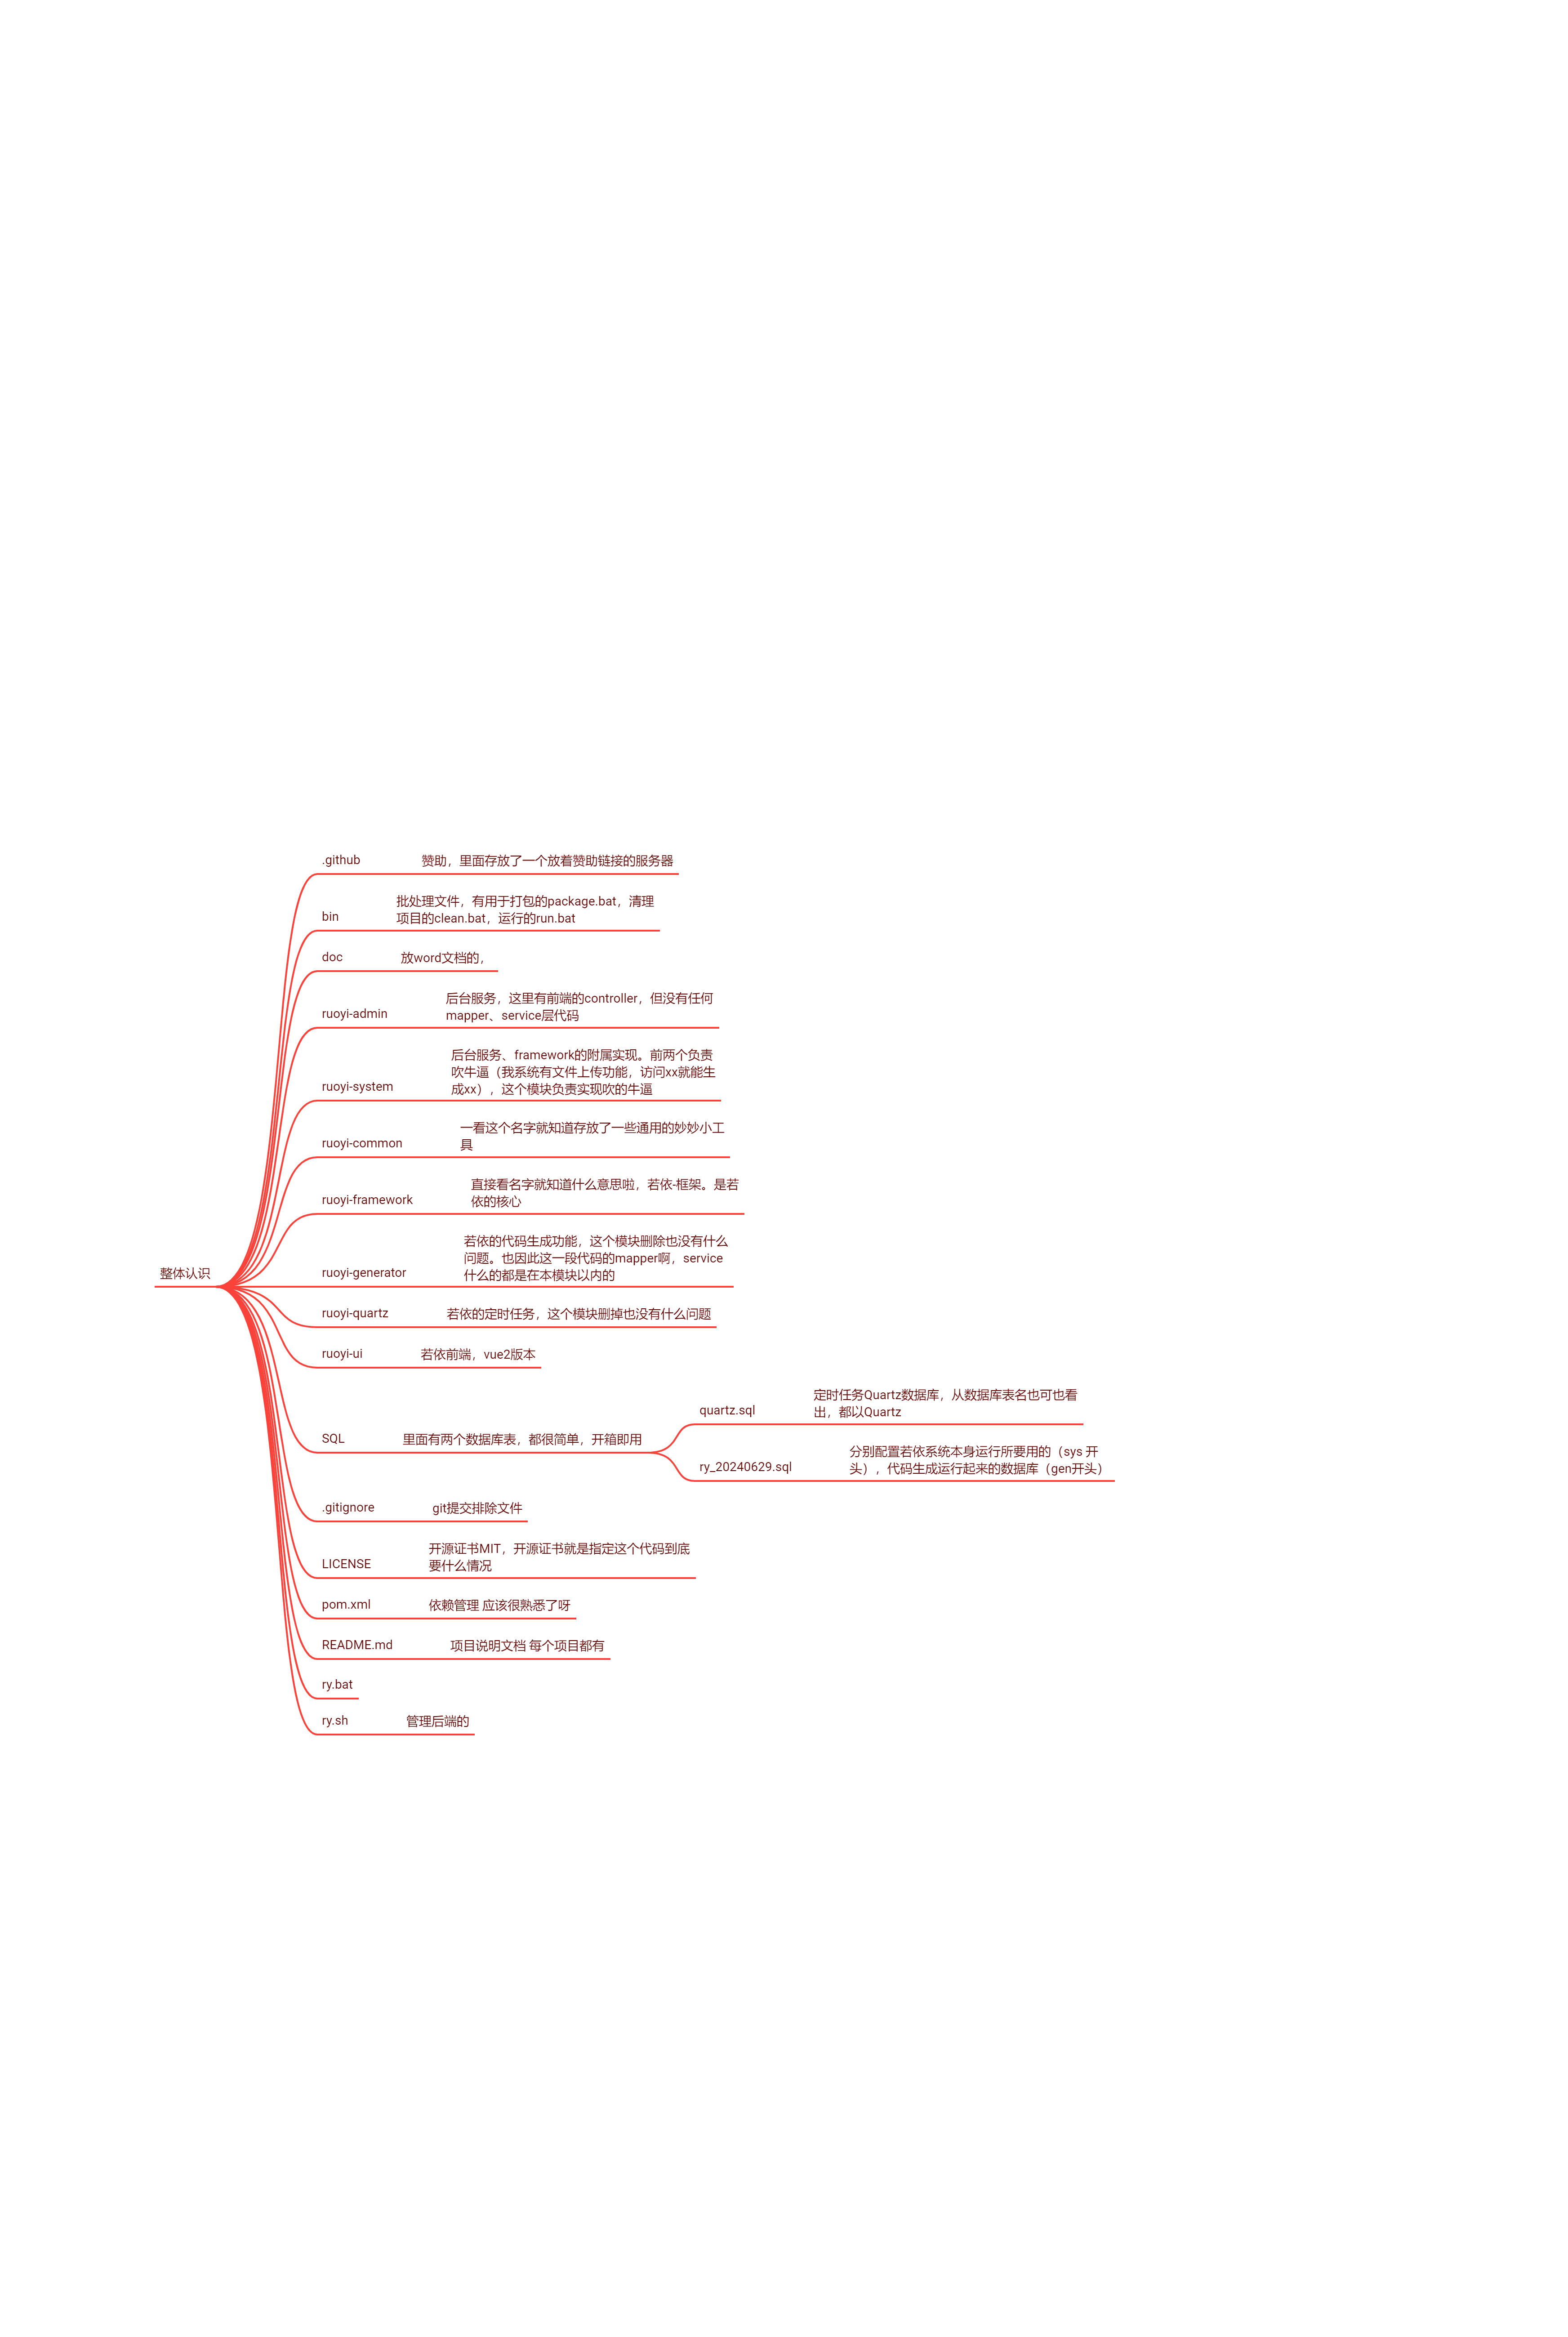 整体认识
.github
赞助，里面存放了一个放着赞助链接的服务器
bin
批处理文件，有用于打包的package.bat，清理
项目的clean.bat，运行的run.bat
doc
放word文档的，
ruoyi-admin
后台服务，这里有前端的controller，但没有任何
mapper、service层代码
ruoyi-system
后台服务、framework的附属实现。前两个负责
吹牛逼（我系统有文件上传功能，访问xx就能生
成xx），这个模块负责实现吹的牛逼
ruoyi-common
一看这个名字就知道存放了一些通用的妙妙小工
具
ruoyi-framework
直接看名字就知道什么意思啦，若依-框架。是若
依的核心
ruoyi-generator
若依的代码生成功能，这个模块删除也没有什么
问题。也因此这一段代码的mapper啊，service
什么的都是在本模块以内的
ruoyi-quartz
若依的定时任务，这个模块删掉也没有什么问题
ruoyi-ui
若依前端，vue2版本
SQL
里面有两个数据库表，都很简单，开箱即用
quartz.sql
定时任务Quartz数据库，从数据库表名也可也看
出，都以Quartz
ry_20240629.sql
分别配置若依系统本身运行所要用的（sys 开
头），代码生成运行起来的数据库（gen开头）
.gitignore
git提交排除文件
LICENSE
开源证书MIT，开源证书就是指定这个代码到底
要什么情况
pom.xml
依赖管理 应该很熟悉了呀
README.md
项目说明文档 每个项目都有
ry.bat
ry.sh
管理后端的